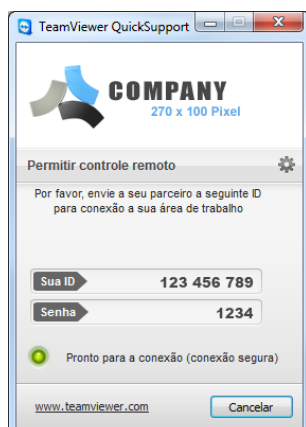 TeamViewer QuickSupport
COMPANY
270 x 100 Pixel
Permitir controle remoto
Por favor, envie a seu parceiro a seguinte ID
para conexão a sua área de trabalho
Sua ID 123 456 789
Senha 1234
Pronto para a conexão (conexão segura)
www.teamviewer.com Cancelar